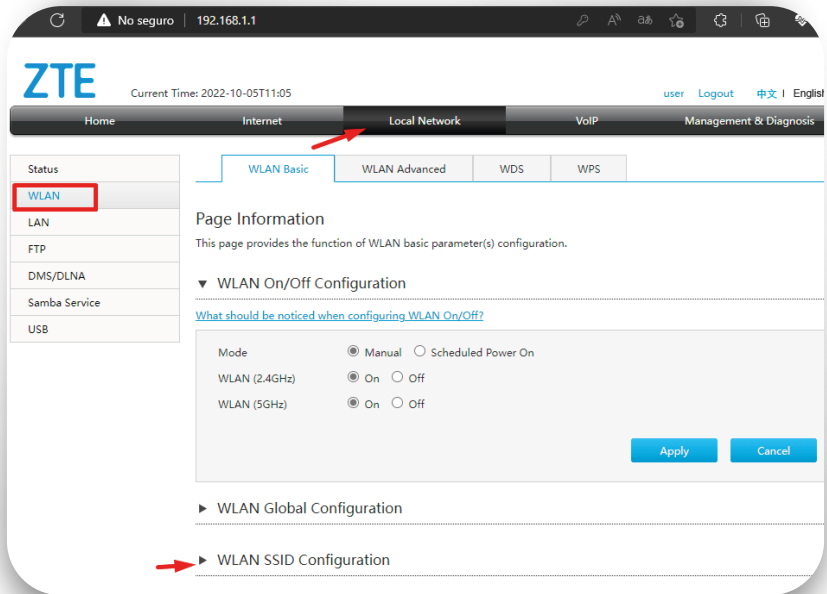 No seguro 192.168.1.1
ZTE
Current Time: 2022-10-05T11:05
user Logout 中文 | English
Home Internet Local Network VoIP Management & Diagnosis
Status
WLAN
LAN
FTP
DMS/DLNA
Samba Service
USB
WLAN Basic WLAN Advanced WDS WPS
Page Information
This page provides the function of WLAN basic parameter(s) configuration.
WLAN On/Off Configuration
What should be noticed when configuring WLAN On/Off?
Mode Manual Scheduled Power On
WLAN (2.4GHz) On Off
WLAN (5GHz) On Off
Apply Cancel
WLAN Global Configuration
WLAN SSID Configuration